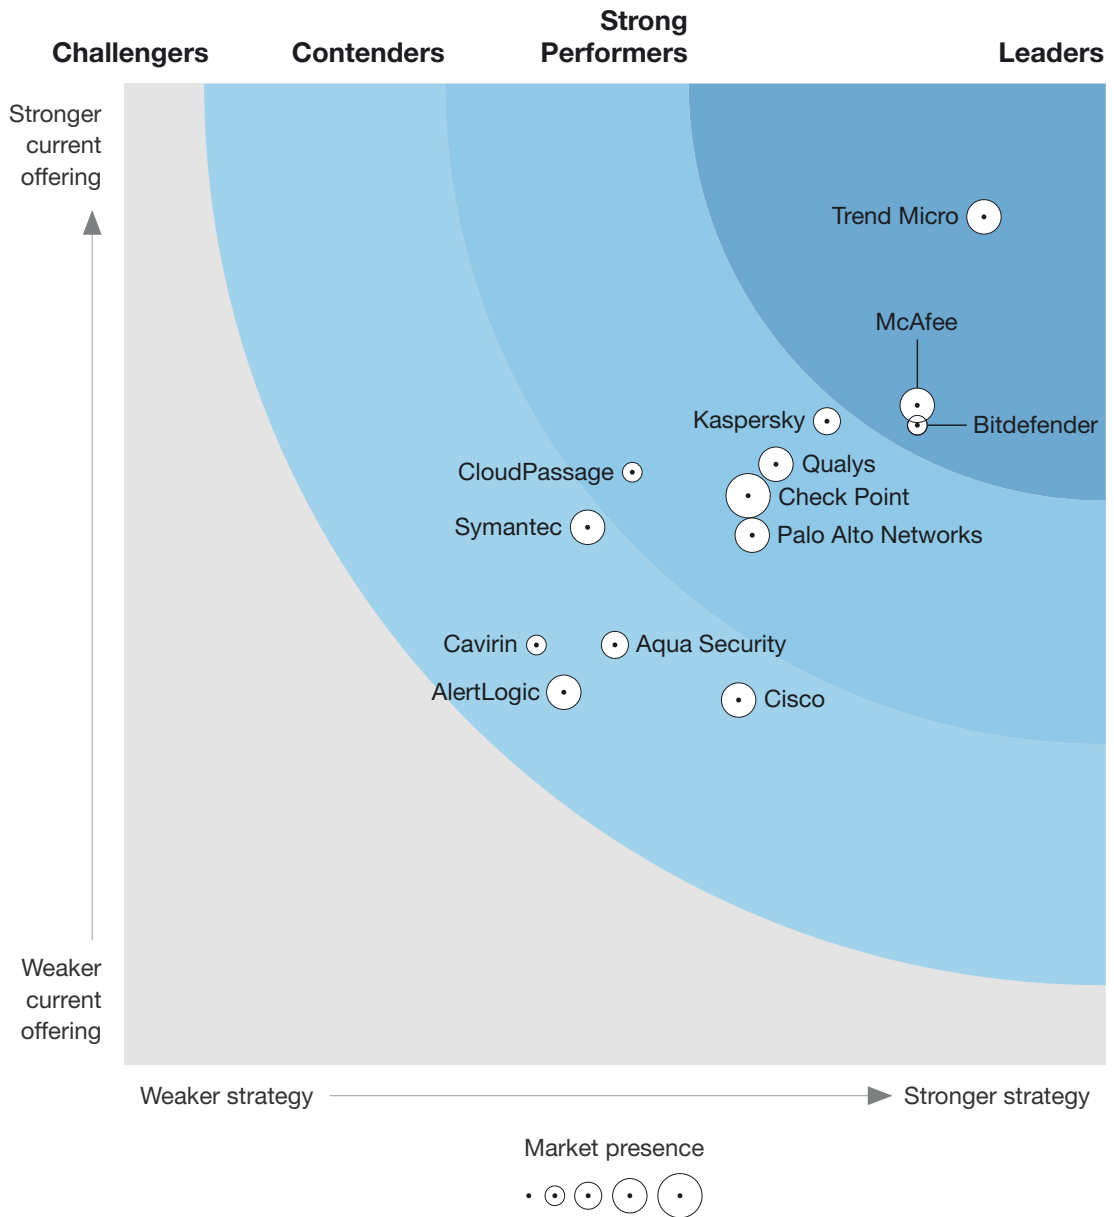 Challengers
Contenders
Strong
Performers
Leaders
Stronger
current
offering
Trend Micro
McAfee
Bitdefender
Kaspersky
Qualys
CloudPassage
Check Point
Symantec
Palo Alto Networks
Cavirin
Aqua Security
AlertLogic
Cisco
Weaker
current
offering
Weaker strategy
Stronger strategy
Market presence